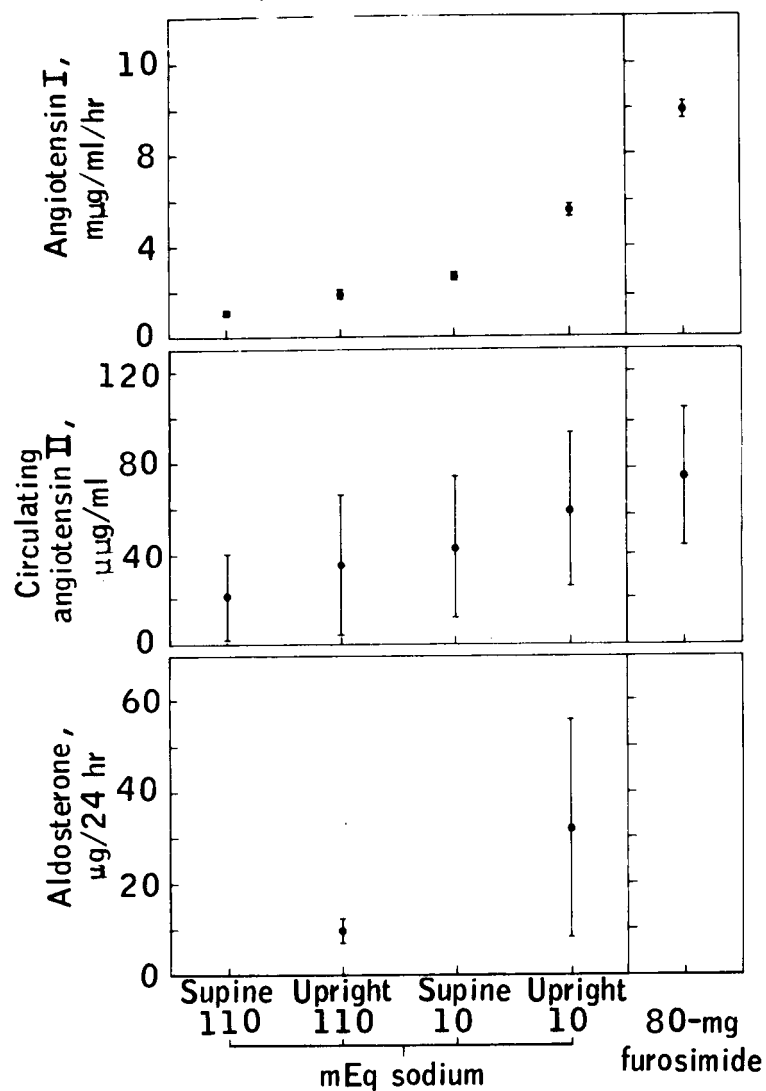 Angiotensin I,
mµg/ml/hr
10
8
6
4
2
0
Circulating
angiotensin II,
µµg/ml
120
80
40
0
Aldosterone,
µg/24 hr
60
40
20
0
Supine Upright Supine Upright
110 110 10 10 80-mg
furosimide
mEq sodium